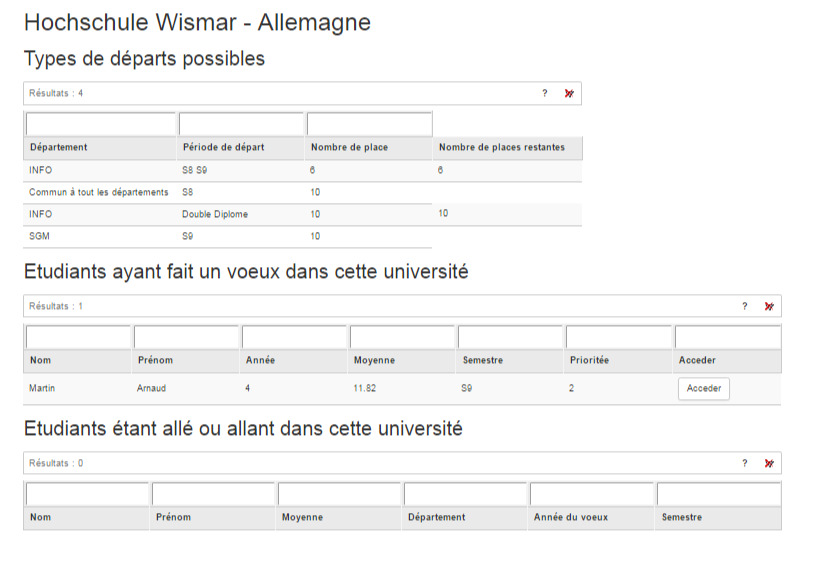 Hochschule Wismar - Allemagne
Types de départs possibles
Résultats : 4 ?
Département Période de départ Nombre de place Nombre de places restantes
INFO S8 S9 6 6
Commun à tout les départements S8 10
INFO Double Diplome 10 10
SGM S9 10
Etudiants ayant fait un voeux dans cette université
Résultats : 1 ?
Nom Prénom Année Moyenne Semestre Prioritée Acceder
Martin Arnaud 4 11.82 S9 2 Acceder
Etudiants étant allé ou allant dans cette université
Résultats : 0 ?
Nom Prénom Moyenne Département Année du voeux Semestre